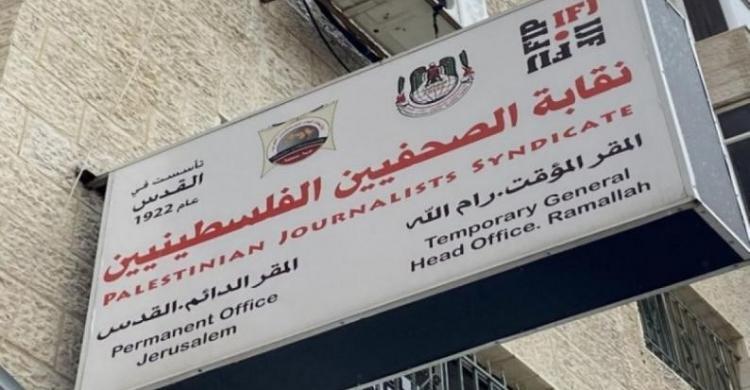 IFJ
FIP
تأسست في
القدس
عام 1922
نقابة الصحفيين الفلسطينيين
PALESTINIAN JOURNALISTS SYNDICATE
المقر المؤقت.رام الله
Temporary General
Head Office. Ramallah
المقر الدائم.القدس
Permanent Office
Jerusalem